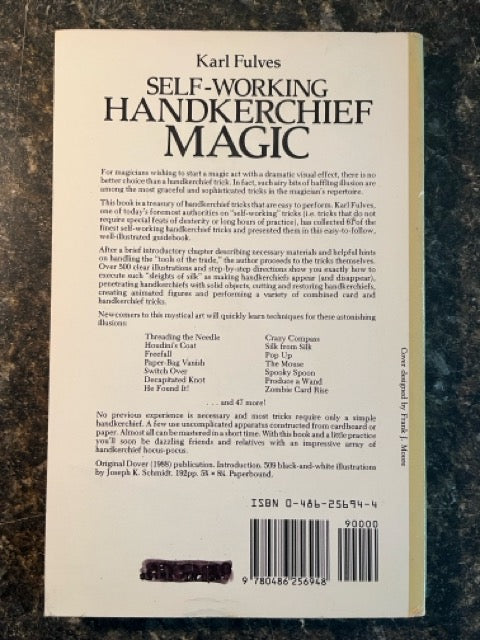 Karl Fulves
SELF-WORKING
HANDKERCHIEF
MAGIC
For magicians wishing to start a magic act with a dramatic visual effect, there is no
better choice than a handkerchief trick. In fact, such airy bits of baffling illusion are
among the most graceful and sophisticated tricks in the magician's repertoire.
This book is a treasury of handkerchief tricks that are easy to perform. Karl Fulves,
one of today's foremost authorities on "self-working" tricks (i.e. tricks that do not
require special feats of dexterity or long hours of practice), has collected 61 of the
finest self-working handkerchief tricks and presented them in this easy-to-follow,
well-illustrated guidebook.
After a brief introductory chapter describing necessary materials and helpful hints
on handling the "tools of the trade," the author proceeds to the tricks themselves.
Over 500 clear illustrations and step-by-step directions show you exactly how to
execute such "sleights of silk" as making handkerchiefs appear (and disappear),
penetrating handkerchiefs with solid objects, cutting and restoring handkerchiefs,
creating animated figures and performing a variety of combined card and
handkerchief tricks.
Newcomers to this mystical art will quickly learn techniques for these astonishing
illusions:
Threading the Needle
Houdini's Coat
Freefall
Paper-Bag Vanish
Switch Over
Decapitated Knot
He Found It!
Crazy Compass
Silk from Silk
Pop Up
The Mouse
Spooky Spoon
Produce a Wand
Zombie Card Rise
. . . and 47 more!
No previous experience is necessary and most tricks require only a simple
handkerchief. A few use uncomplicated apparatus constructed from cardboard or
paper. Almost all can be mastered in a short time. With this book and a little practice
you'll soon be dazzling friends and relatives with an impressive array of
handkerchief hocus-pocus.
Original Dover (1988) publication. Introduction. 509 black-and-white illustrations
by Joseph K. Schmidt. 192pp. 5⅜ × 8½. Paperbound.
Cover designed by Frank J. Moore
ISBN 0-486-25694-4
90000
9 780486 256948